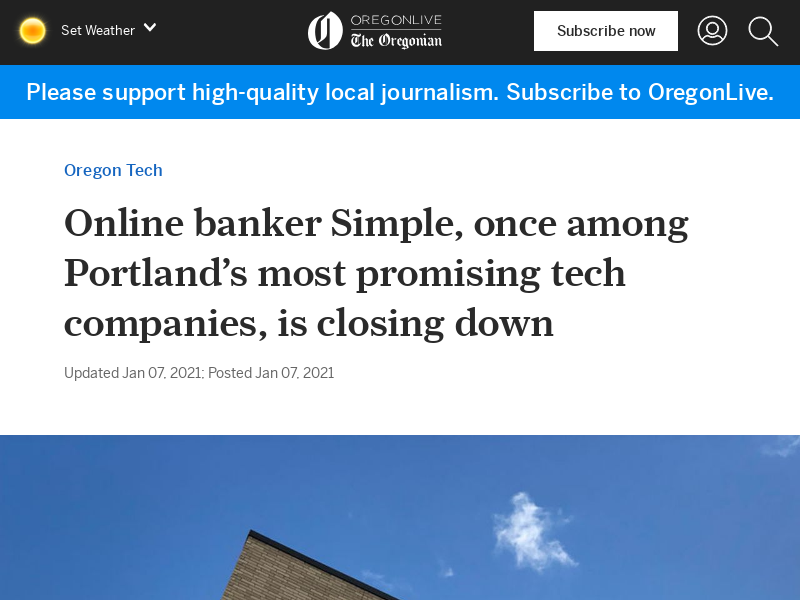 Set Weather
OREGONLIVE
The Oregonian
Subscribe now
Please support high-quality local journalism. Subscribe to OregonLive.
Oregon Tech
Online banker Simple, once among
Portland’s most promising tech
companies, is closing down
Updated Jan 07, 2021; Posted Jan 07, 2021